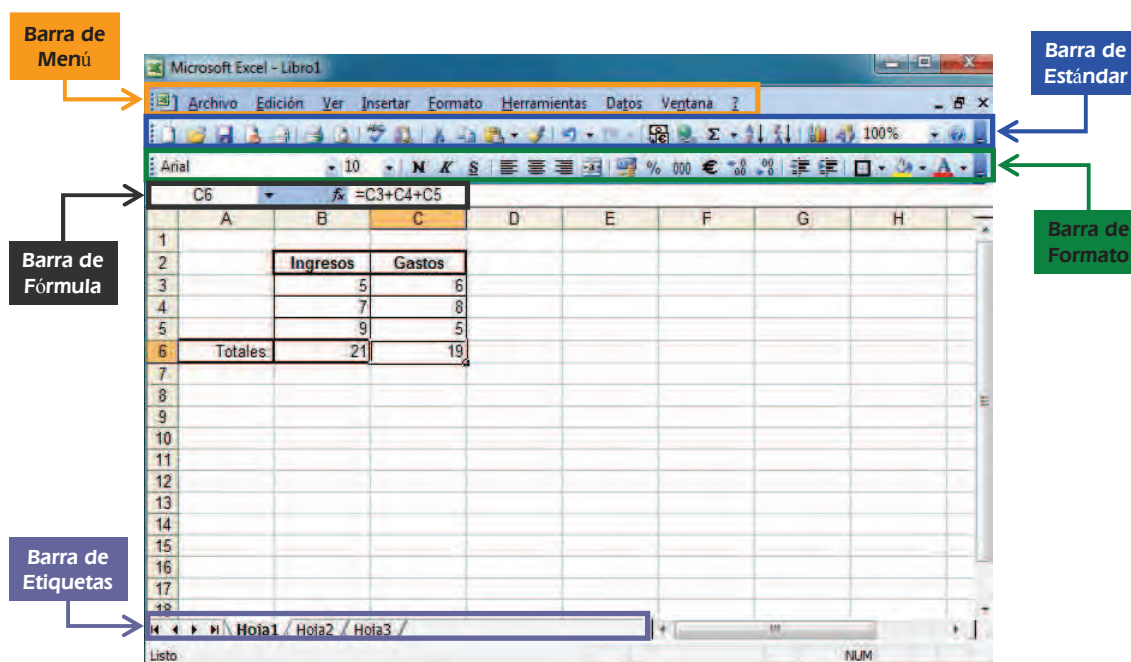 Barra de
Menú
Barra de
Estándar
Microsoft Excel - Libro1
Archivo Edición Ver Insertar Formato Herramientas Datos Ventana ?
Σ 100%
Arial 10 N K S % 000 €
C6 fx =C3+C4+C5
Barra de
Formato
Barra de
Fórmula
A B C D E F G H
1
2 Ingresos Gastos
3 5 6
4 7 8
5 9 5
6 Totales: 21 19
7
8
9
10
11
12
13
14
15
16
17
18
Barra de
Etiquetas
Hoja1 / Hoja2 / Hoja3 /
Listo NUM